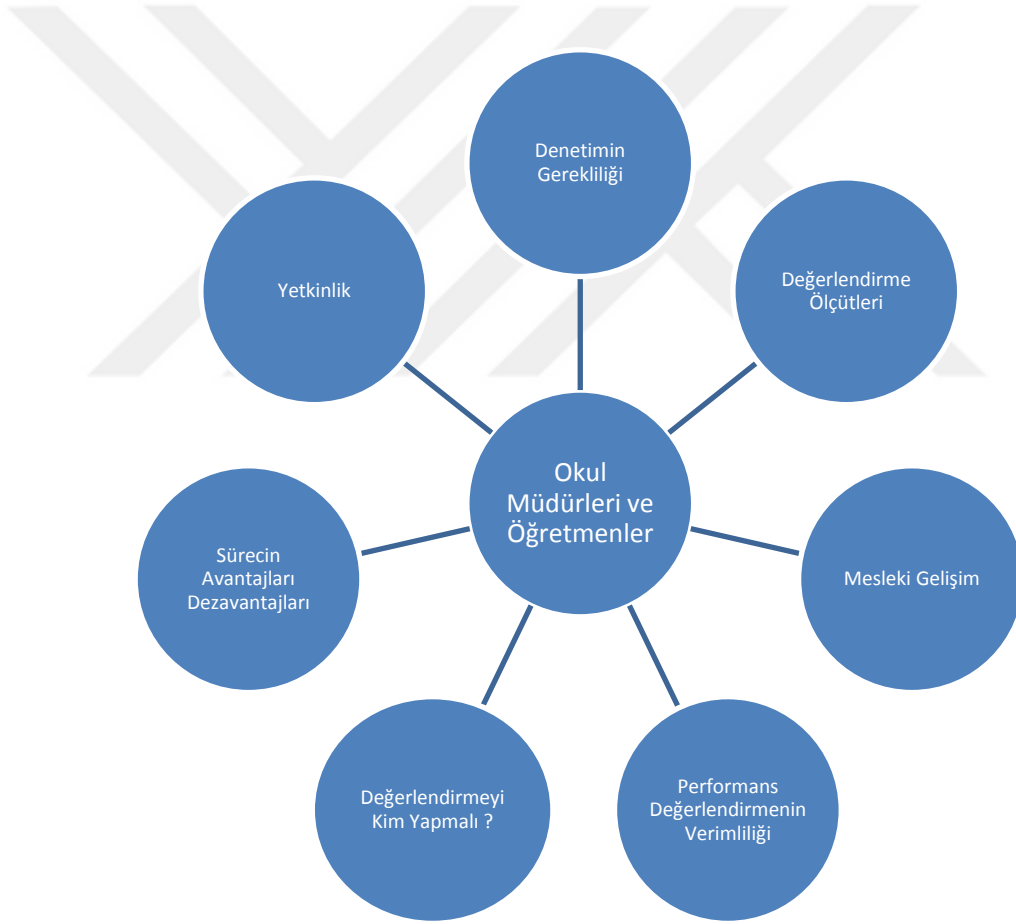 Denetimin
Gerekliliği
Yetkinlik
Değerlendirme
Ölçütleri
Okul
Müdürleri ve
Öğretmenler
Sürecin
Avantajları
Dezavantajları
Mesleki Gelişim
Değerlendirmeyi
Kim Yapmalı ?
Performans
Değerlendirmenin
Verimliliği